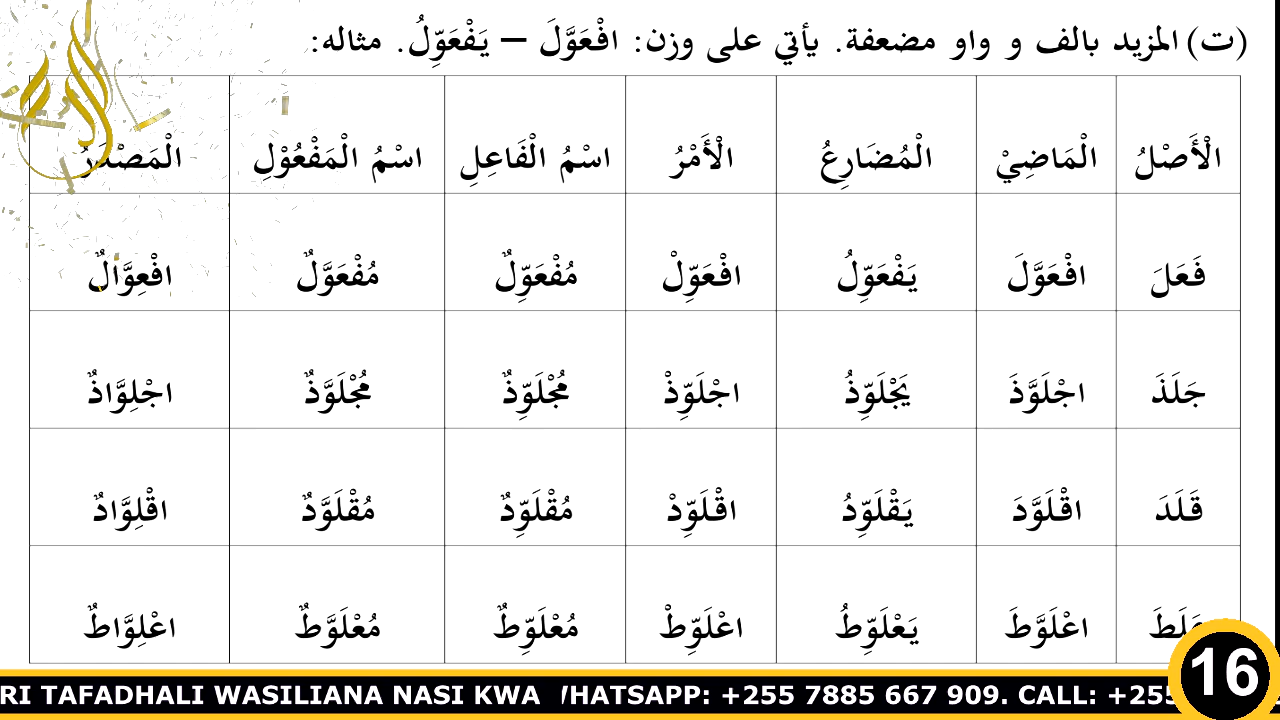 (ت) المزيد بالف و واو مضعفة. يأتي على وزن: افْعَوَّلَ – يَفْعَوِّلُ. مثاله:
الْأَصْلُ الْمَاضِيْ الْمُضَارِعُ الْأَمْرُ اسْمُ الْفَاعِلِ اسْمُ الْمَفْعُوْلِ الْمَصْدَرُ
فَعَلَ افْعَوَّلَ يَفْعَوِّلُ افْعَوِّلْ مُفْعَوِّلٌ مُفْعَوَّلٌ افْعِوَّالٌ
جَلَذَ اجْلَوَّذَ يَجْلَوِّذُ اجْلَوِّذْ مُجْلَوِّذٌ مُجْلَوَّذٌ اجْلِوَّاذٌ
قَلَدَ اقْلَوَّدَ يَقْلَوِّدُ اقْلَوِّدْ مُقْلَوِّدٌ مُقْلَوَّدٌ اقْلِوَّادٌ
اعْلَوَّطَ يَعْلَوِّطُ اعْلَوِّطْ مُعْلَوِّطٌ مُعْلَوَّطٌ اعْلِوَّاطٌ
RI TAFADHALI WASILIANA NASI KWA WHATSAPP: +255 7885 667 909. CALL: +255
16